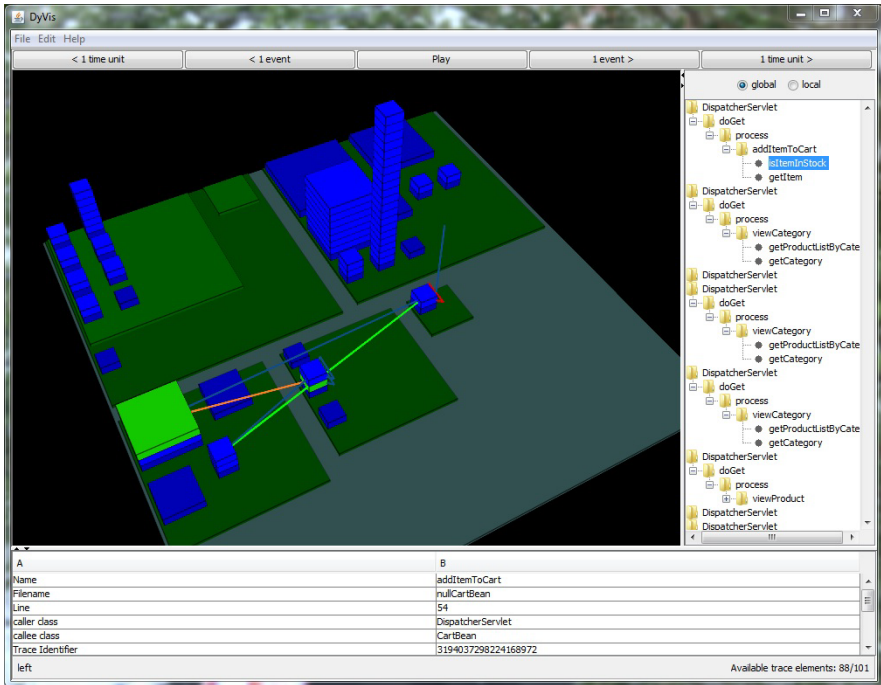 DyVis
File Edit Help
< 1 time unit < 1 event Play 1 event > 1 time unit >
global local
DispatcherServlet
doGet
process
addItemToCart
isItemInStock
getItem
DispatcherServlet
doGet
process
viewCategory
getProductListByCate
getCategory
DispatcherServlet
DispatcherServlet
doGet
process
viewCategory
getProductListByCate
getCategory
DispatcherServlet
doGet
process
viewCategory
getProductListByCate
getCategory
DispatcherServlet
doGet
process
viewProduct
DispatcherServlet
DispatcherServlet
A B
Name addItemToCart
Filename nullCartBean
Line 54
caller class DispatcherServlet
callee class CartBean
Trace Identifier 3194037298224168972
left Available trace elements: 88/101